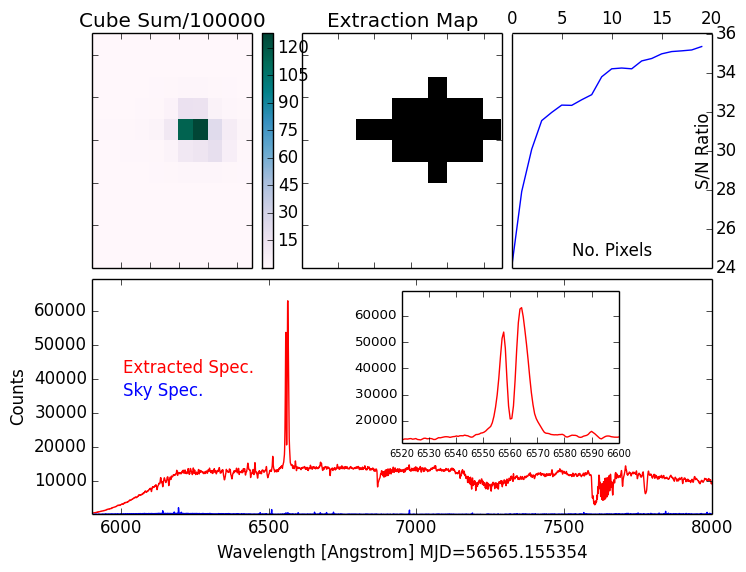 Cube Sum/100000
Extraction Map
0 5 10 15 20
120
105
90
75
60
45
30
15
36
34
32
30
28
26
24
S/N Ratio
No. Pixels
60000
50000
40000
30000
20000
10000
Counts
Extracted Spec.
Sky Spec.
60000
50000
40000
30000
20000
6520 6530 6540 6550 6560 6570 6580 6590 6600
6000 6500 7000 7500 8000
Wavelength [Angstrom] MJD=56565.155354